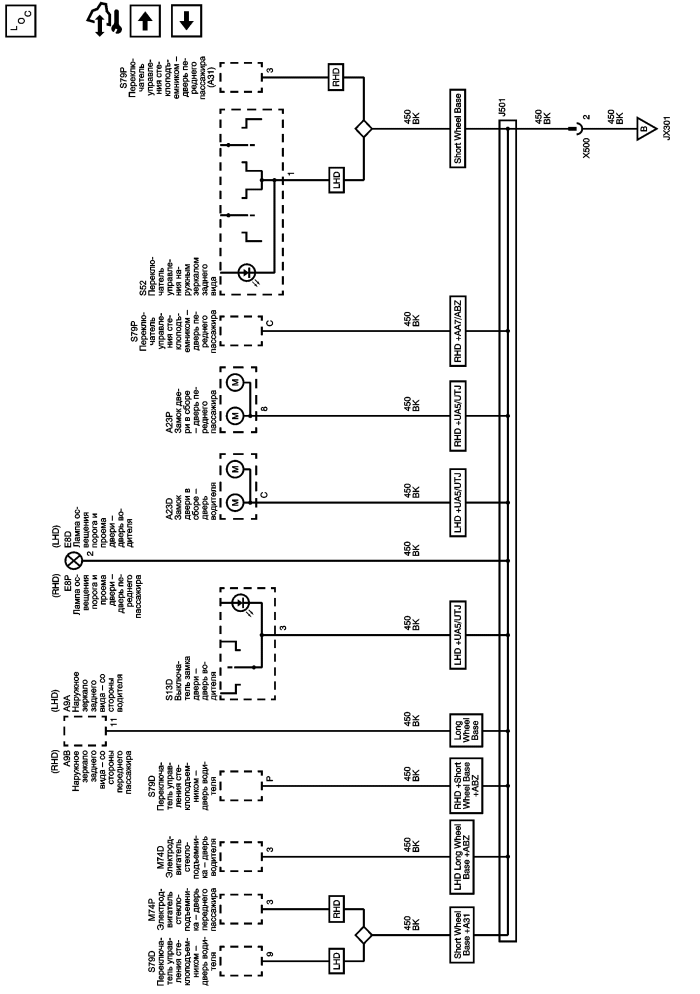 LOC
S79P
Переклю-
чатель
управле-
ния сте-
клоподъ-
емником –
дверь пе-
реднего
пассажира
(A31)
3
RHD
450
BK
Short Wheel Base
J501
450
BK
2
X500
450
BK
B
JX301
1
LHD
S52
Переклю-
чатель
управле-
ния на-
ружным
зеркалом
заднего
вида
S79P
Переклю-
чатель
управле-
ния сте-
клоподъ-
емником –
дверь пе-
реднего
пассажира
C
450
BK
RHD +AA7/ABZ
A23P
Замок две-
ри в сборе
– дверь пе-
реднего
пассажира
M
M
8
450
BK
RHD +UA5/UTJ
A23D
Замок
двери в
сборе –
дверь
водителя
M
M
C
450
BK
LHD +UA5/UTJ
(LHD)
E8D
Лампа ос-
вещения
порога и
проема
двери –
дверь во-
дителя
2
(RHD)
E8P
Лампа ос-
вещения
порога и
проема
двери –
дверь пе-
реднего
пассажира
450
BK
S13D
Выключа-
тель замка
двери –
дверь во-
дителя
3
450
BK
LHD +UA5/UTJ
(LHD)
A9A
Наружное
зеркало
заднего
вида – со
стороны
водителя
11
(RHD)
A9B
Наружное
зеркало
заднего
вида – со
стороны
переднего
пассажира
450
BK
Long
Wheel
Base
S79D
Переключа-
тель управ-
ления сте-
клоподъем-
ником –
дверь води-
теля
P
450
BK
RHD +Short
Wheel Base
+ABZ
M74D
Электрод-
вигатель
стекло-
подъемни-
ка – дверь
водителя
3
450
BK
LHD Long Wheel
Base +ABZ
M74P
Электрод-
вигатель
стекло-
подъемни-
ка – дверь
переднего
пассажира
3
RHD
450
BK
Short Wheel
Base +A31
S79D
Переключа-
тель управ-
ления сте-
клоподъем-
ником –
дверь води-
теля
9
LHD